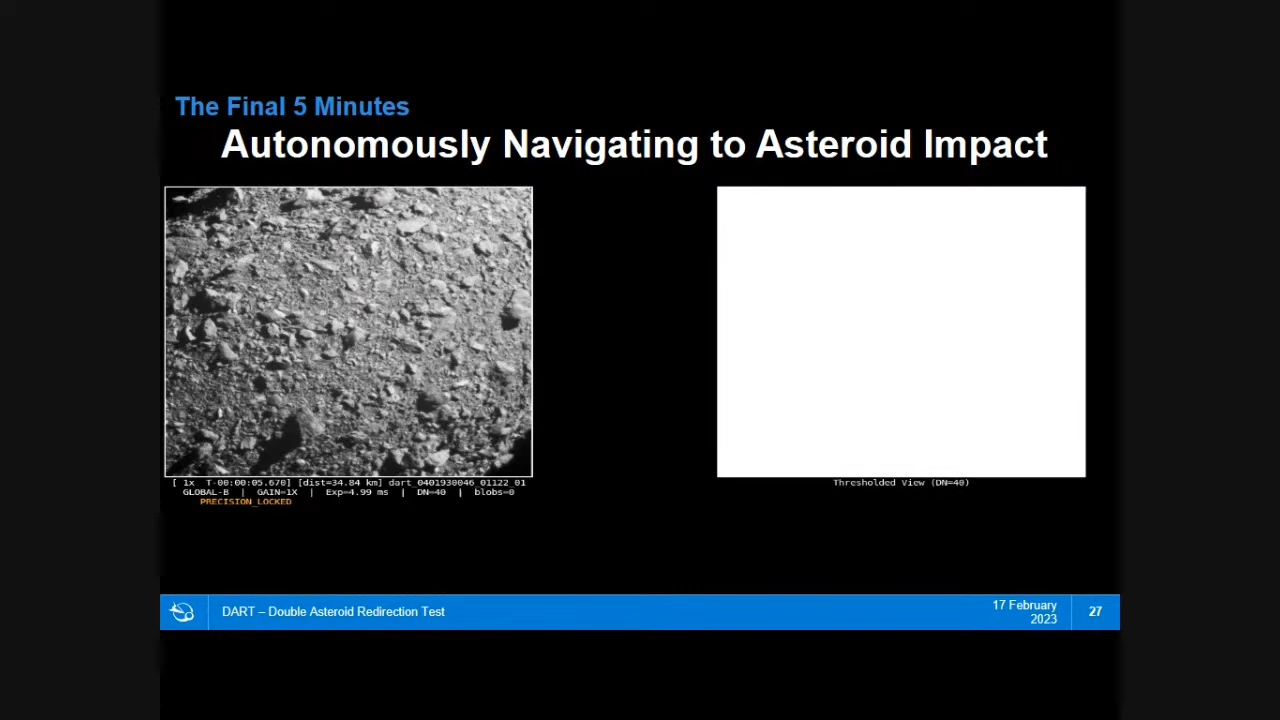 The Final 5 Minutes
Autonomously Navigating to Asteroid Impact
[ 1x T-00:00:05.670] [dist=34.84 km] dart_0401930046_01122_01
GLOBAL-B | GAIN=1X | Exp=4.99 ms | DN=40 | blobs=0
PRECISION_LOCKED
Thresholded View (DN=40)
DART – Double Asteroid Redirection Test
17 February
2023
27